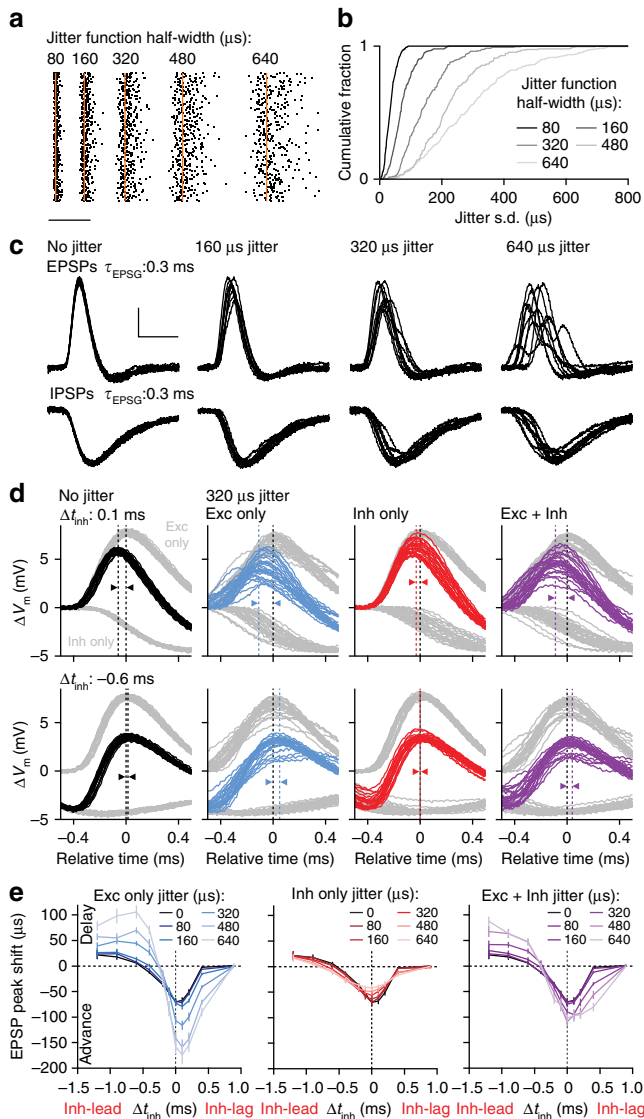 a
Jitter function half-width (μs):
80 160 320 480 640
b
Cumulative fraction
1
0
0 200 400 600 800
Jitter s.d. (μs)
Jitter function
half-width (μs):
80 160
320 480
640
c
No jitter 160 μs jitter 320 μs jitter 640 μs jitter
EPSPs τEPSG:0.3 ms
IPSPs τEPSG:0.3 ms
d
No jitter 320 μs jitter
Δtinh: 0.1 ms Exc only Inh only Exc + Inh
Exc
only
Inh only
ΔVm (mV)
5
0
−5
Δtinh: −0.6 ms
ΔVm (mV)
5
0
−5
−0.4 0 0.4 −0.4 0 0.4 −0.4 0 0.4 −0.4 0 0.4
Relative time (ms) Relative time (ms) Relative time (ms) Relative time (ms)
e
Exc only jitter (μs): Inh only jitter (μs): Exc + Inh jitter (μs):
0 320 0 320 0 320
80 480 80 480 80 480
160 640 160 640 160 640
EPSP peak shift (μs)
Delay
Advance
100
50
0
−50
−100
−150
−200
−1.5 −1.0 −0.5 0 0.5 1.0 −1.5 −1.0 −0.5 0 0.5 1.0 −1.5 −1.0 −0.5 0 0.5 1.0
Inh-lead Δtinh (ms) Inh-lag Inh-lead Δtinh (ms) Inh-lag Inh-lead Δtinh (ms) Inh-lag